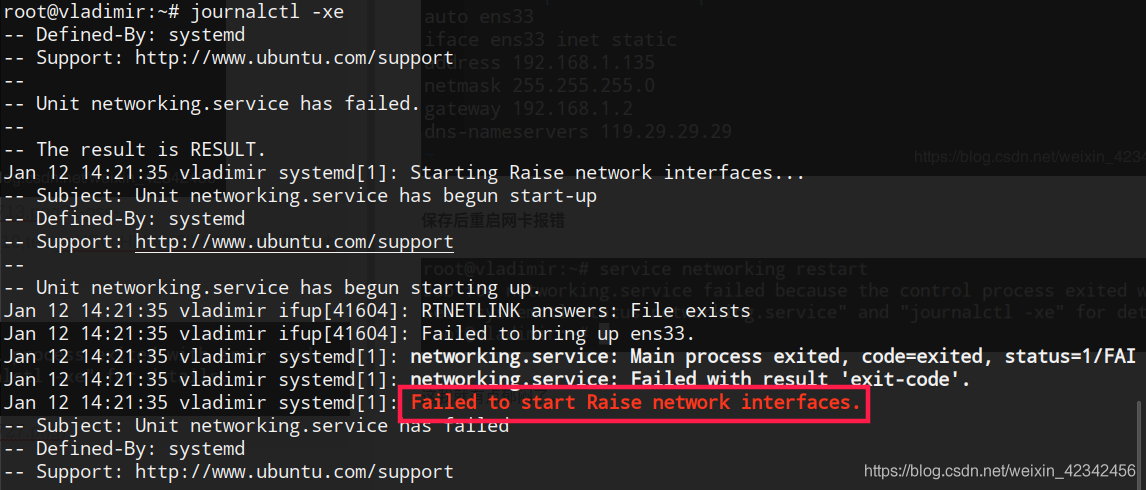 root@vladimir:~# journalctl -xe
-- Defined-By: systemd
-- Support: http://www.ubuntu.com/support
--
-- Unit networking.service has failed.
--
-- The result is RESULT.
Jan 12 14:21:35 vladimir systemd[1]: Starting Raise network interfaces...
-- Subject: Unit networking.service has begun start-up
-- Defined-By: systemd
-- Support: http://www.ubuntu.com/support
--
-- Unit networking.service has begun starting up.
Jan 12 14:21:35 vladimir ifup[41604]: RTNETLINK answers: File exists
Jan 12 14:21:35 vladimir ifup[41604]: Failed to bring up ens33.
Jan 12 14:21:35 vladimir systemd[1]: networking.service: Main process exited, code=exited, status=1/FAI
Jan 12 14:21:35 vladimir systemd[1]: networking.service: Failed with result 'exit-code'.
Jan 12 14:21:35 vladimir systemd[1]: Failed to start Raise network interfaces.
-- Subject: Unit networking.service has failed
-- Defined-By: systemd
-- Support: http://www.ubuntu.com/support
auto ens33
iface ens33 inet static
address 192.168.1.135
netmask 255.255.255.0
gateway 192.168.1.2
dns-nameservers 119.29.29.29
https://blog.csdn.net/weixin_4234
保存后重启网卡报错
root@vladimir:~# service networking restart
networking.service failed because the control process exited w
.service" and "journalctl -xe" for det
https://blog.csdn.net/weixin_42342456